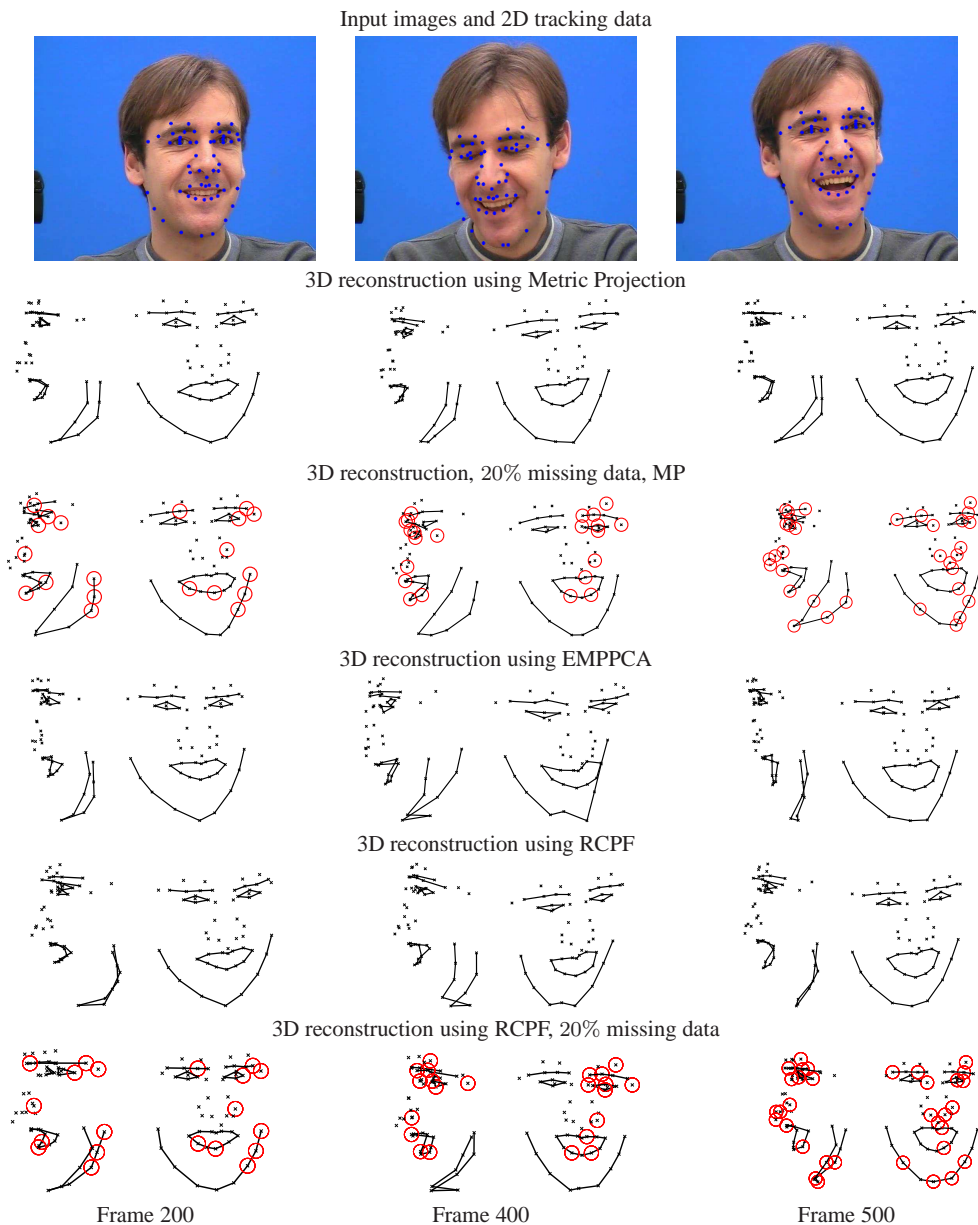 Input images and 2D tracking data
3D reconstruction using Metric Projection
3D reconstruction, 20% missing data, MP
3D reconstruction using EMPPCA
3D reconstruction using RCPF
3D reconstruction using RCPF, 20% missing data
Frame 200 Frame 400 Frame 500